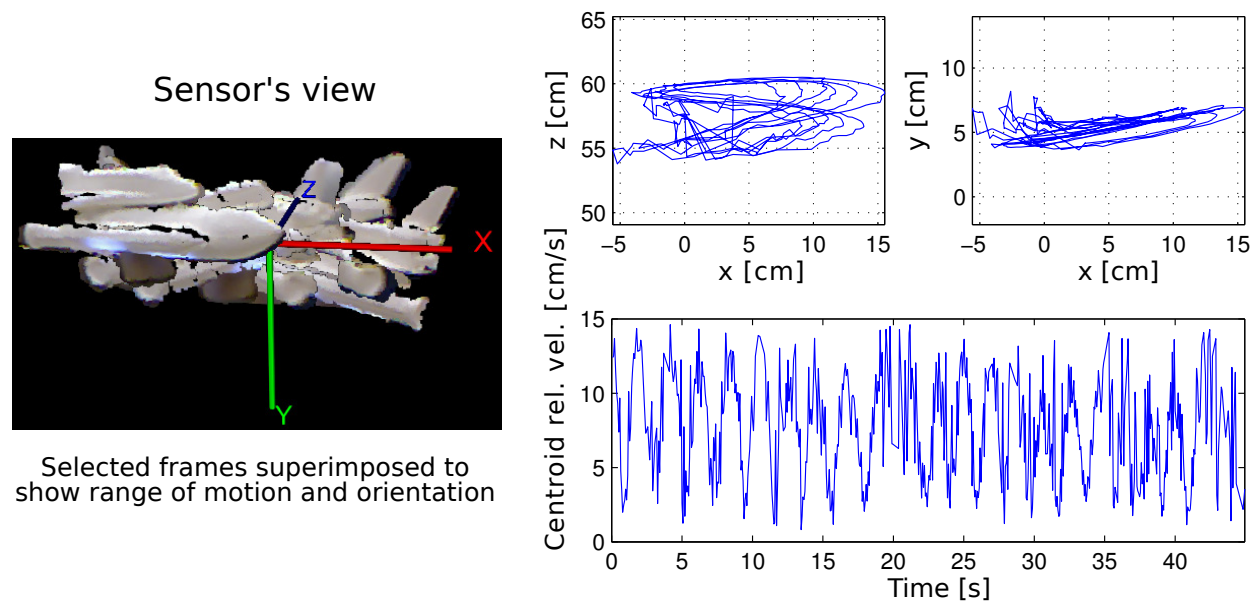 Sensor's view
Z
X
Y
Selected frames superimposed to
show range of motion and orientation
z [cm]
65
60
55
50
−5 0 5 10 15
x [cm]
y [cm]
10
5
0
−5 0 5 10 15
x [cm]
Centroid rel. vel. [cm/s]
15
10
5
0
0 5 10 15 20 25 30 35 40
Time [s]